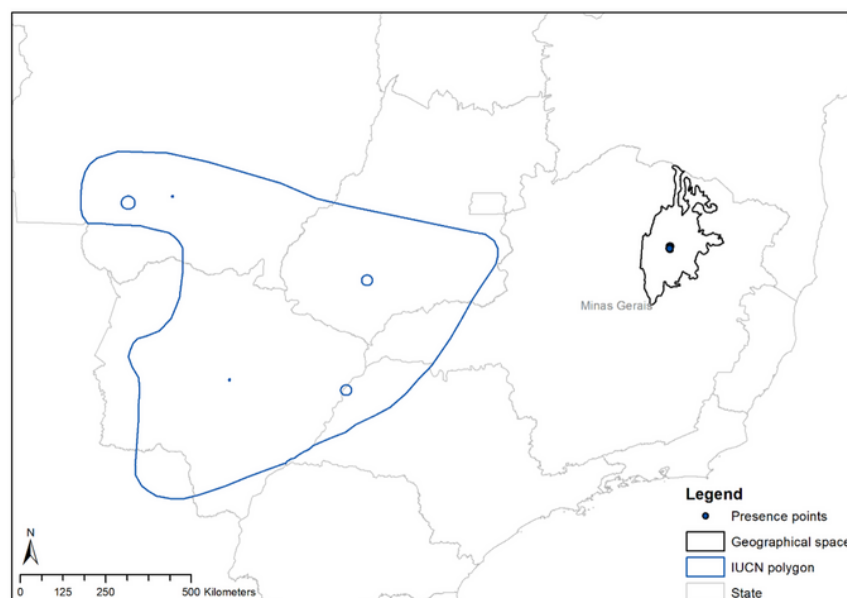 Minas Gerais
Legend
Presence points
Geographical space
IUCN polygon
State
N
0 125 250 500 Kilometers